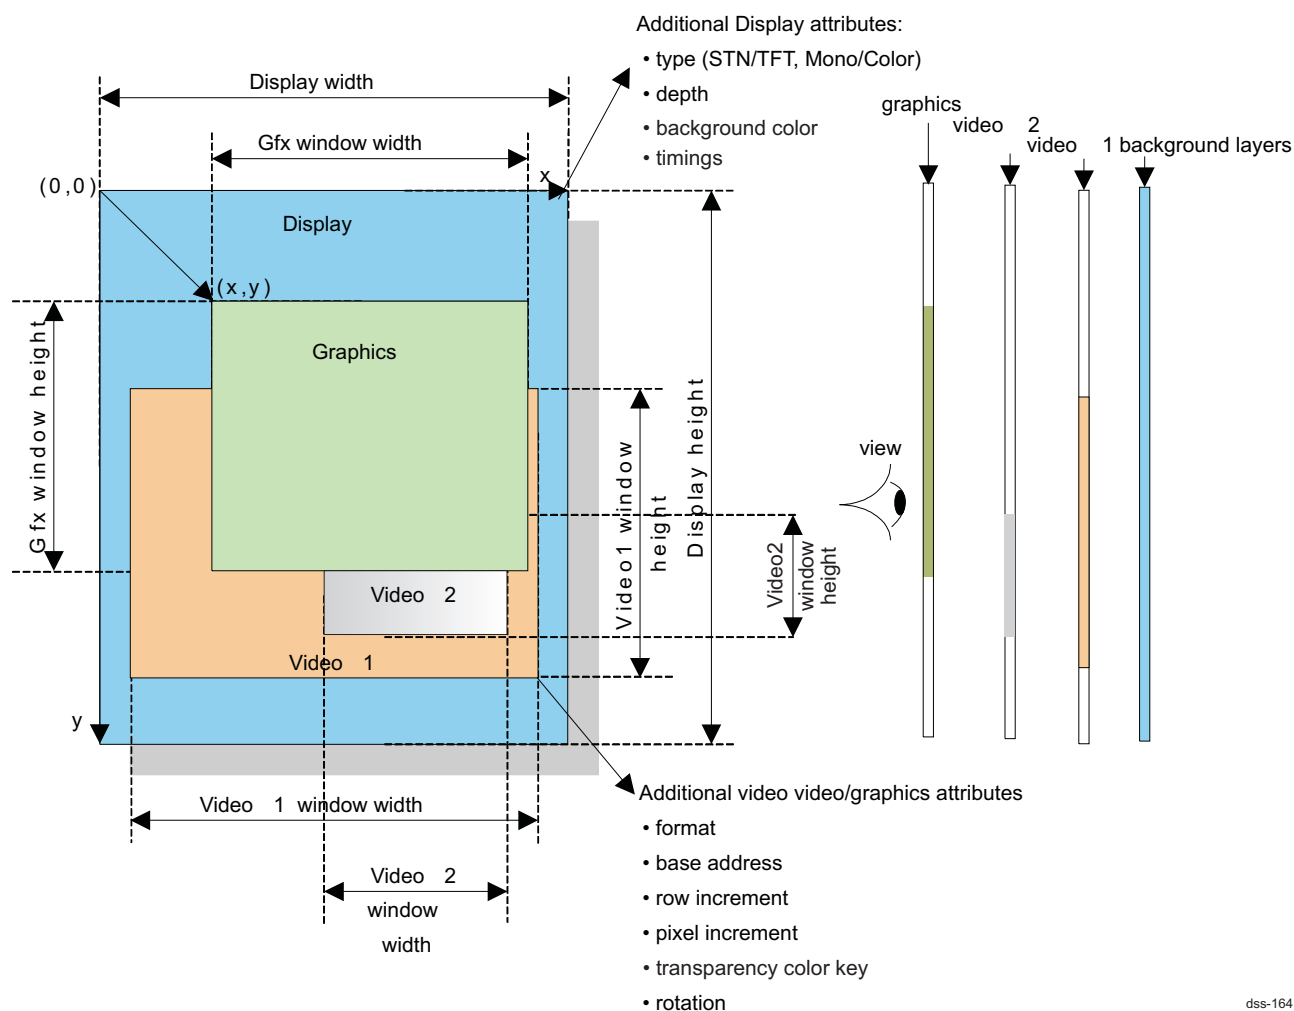 Additional Display attributes:
• type (STN/TFT, Mono/Color)
• depth
• background color
• timings
Display width
Gfx window width
(0,0)
x
Display
(x,y)
Graphics
Gfx window height
Video1 window
height
Display height
Video2
window
height
Video 2
Video 1
y
Video 1 window width
Video 2
window
width
graphics
video 2
video 1 background layers
view
Additional video video/graphics attributes
• format
• base address
• row increment
• pixel increment
• transparency color key
• rotation
dss-164